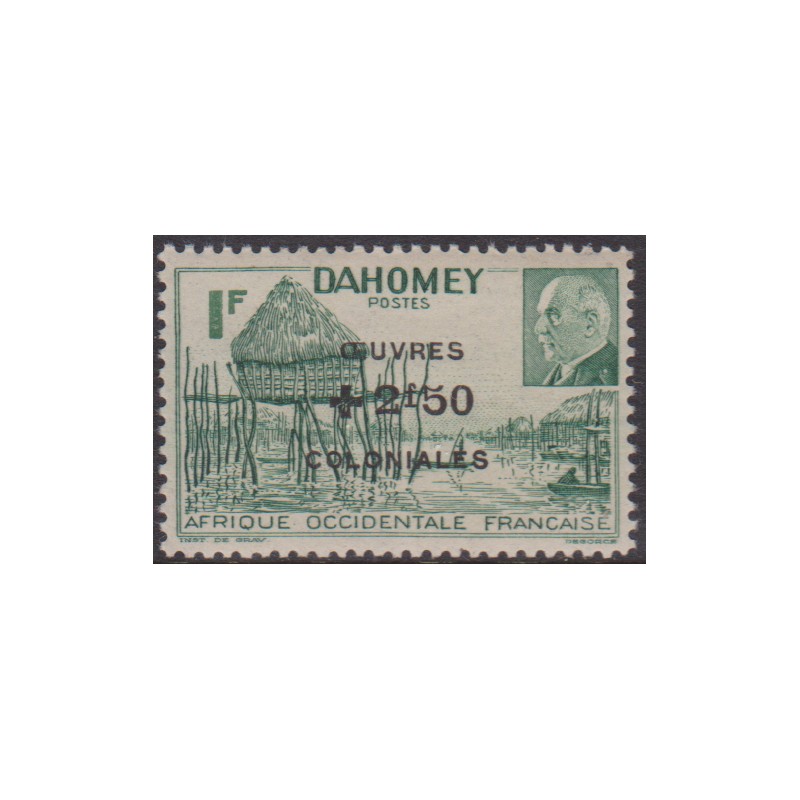 DAHOMEY
POSTES
1F
ŒUVRES
+ 2f50
COLONIALES
AFRIQUE OCCIDENTALE FRANCAISE
INST. DE GRAV.
DEGORCE